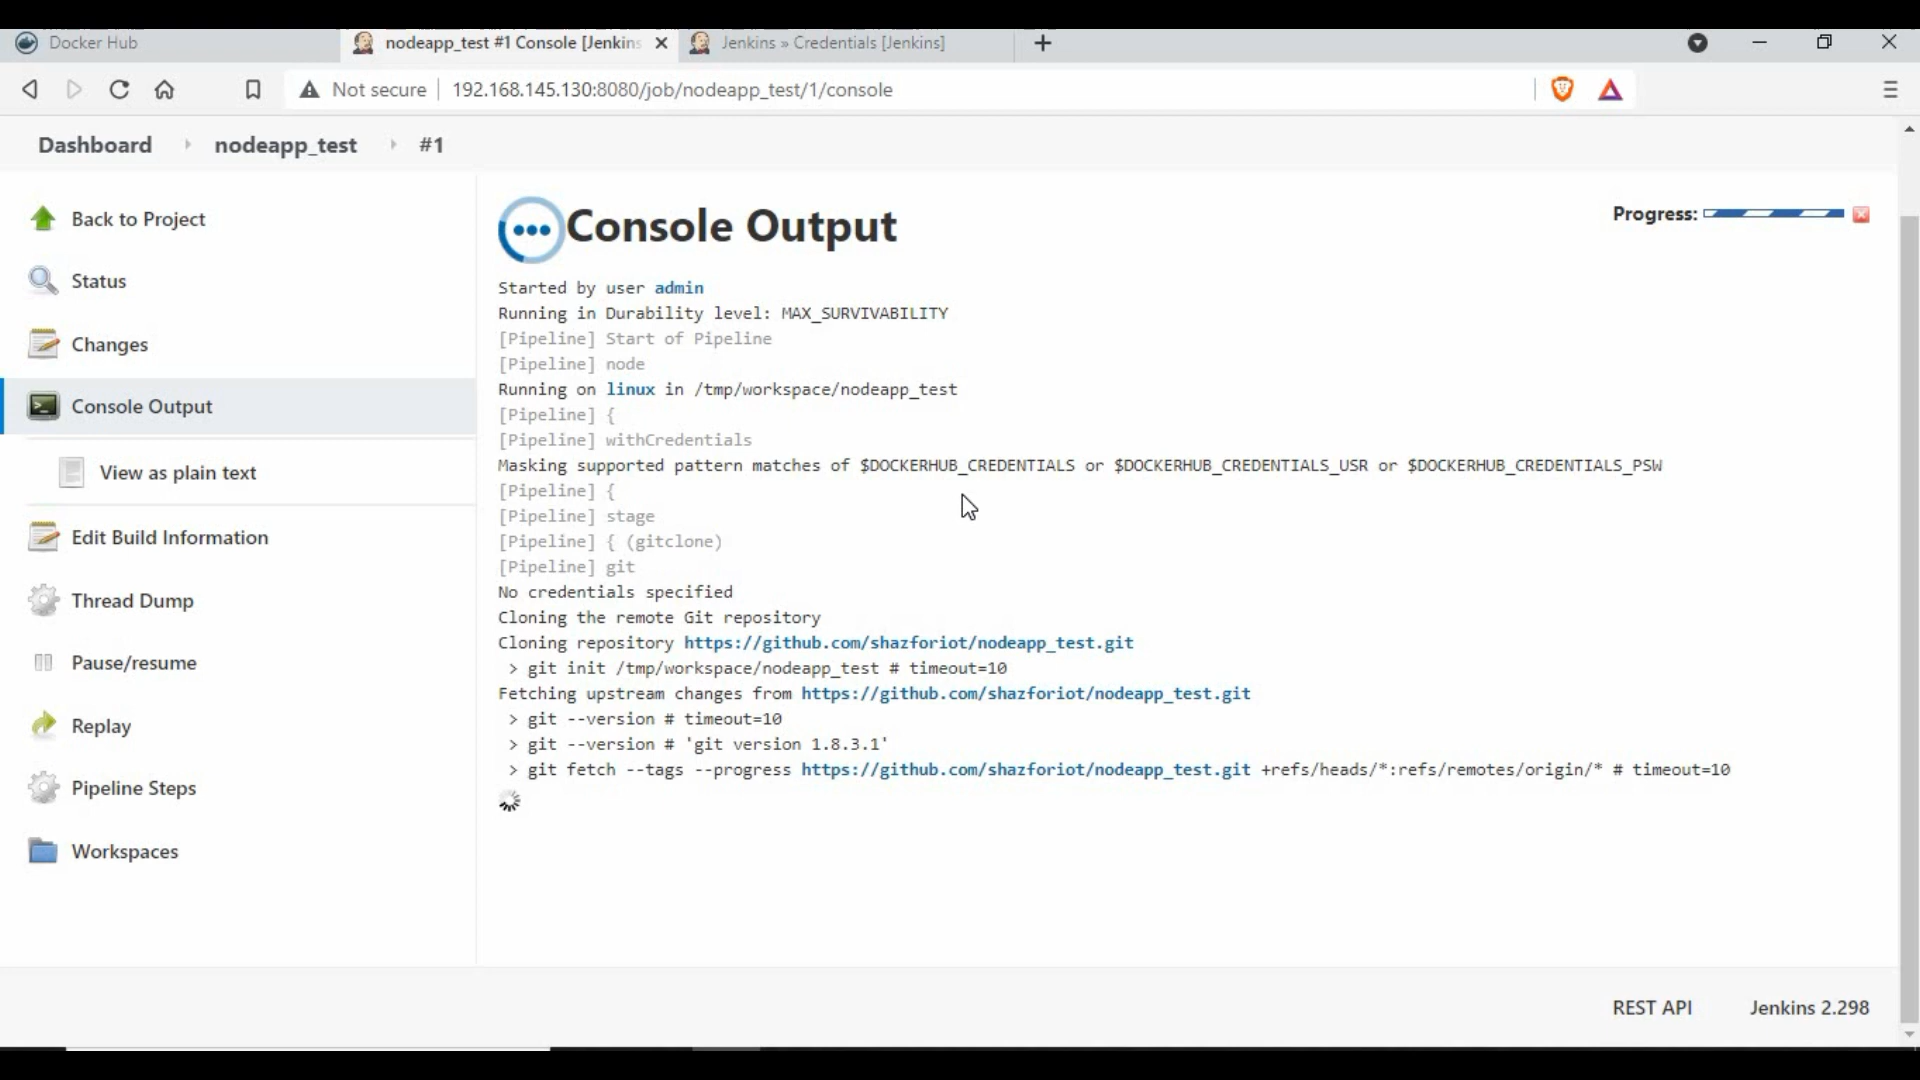 Docker Hub
nodeapp_test #1 Console [Jenkins
Jenkins » Credentials [Jenkins]
Not secure
192.168.145.130:8080/job/nodeapp_test/1/console
Dashboard
nodeapp_test
#1
Back to Project
Status
Changes
Console Output
View as plain text
Edit Build Information
Thread Dump
Pause/resume
Replay
Pipeline Steps
Workspaces
Console Output
Progress:
Started by user admin
Running in Durability level: MAX_SURVIVABILITY
[Pipeline] Start of Pipeline
[Pipeline] node
Running on linux in /tmp/workspace/nodeapp_test
[Pipeline] {
[Pipeline] withCredentials
Masking supported pattern matches of $DOCKERHUB_CREDENTIALS or $DOCKERHUB_CREDENTIALS_USR or $DOCKERHUB_CREDENTIALS_PSW
[Pipeline] {
[Pipeline] stage
[Pipeline] { (gitclone)
[Pipeline] git
No credentials specified
Cloning the remote Git repository
Cloning repository https://github.com/shazforiot/nodeapp_test.git
> git init /tmp/workspace/nodeapp_test # timeout=10
Fetching upstream changes from https://github.com/shazforiot/nodeapp_test.git
> git --version # timeout=10
> git --version # 'git version 1.8.3.1'
> git fetch --tags --progress https://github.com/shazforiot/nodeapp_test.git +refs/heads/*:refs/remotes/origin/* # timeout=10
REST API
Jenkins 2.298